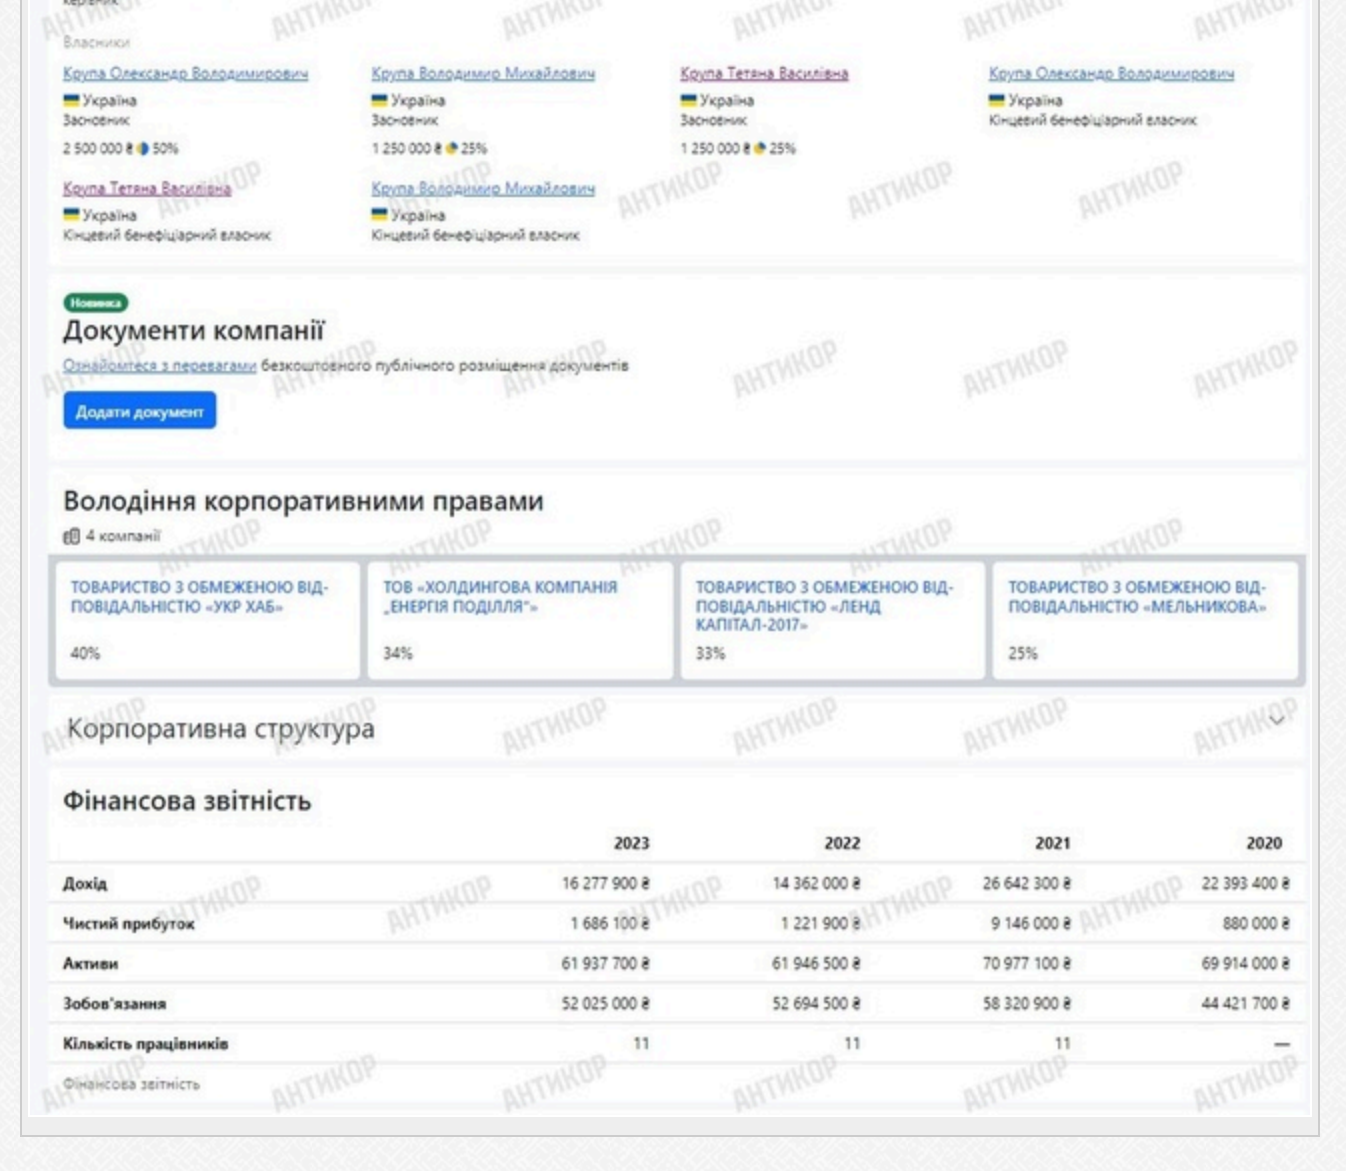 керівник
Власники
Крупа Олександр Володимирович
Україна
Засновник
2 500 000 ₴ 50%
Крупа Володимир Михайлович
Україна
Засновник
1 250 000 ₴ 25%
Крупа Тетяна Василівна
Україна
Засновник
1 250 000 ₴ 25%
Крупа Олександр Володимирович
Україна
Кінцевий бенефіціарний власник
Крупа Тетяна Василівна
Україна
Кінцевий бенефіціарний власник
Крупа Володимир Михайлович
Україна
Кінцевий бенефіціарний власник
Новинка
Документи компанії
Ознайомтеся з перевагами безкоштовного публічного розміщення документів
Додати документ
Володіння корпоративними правами
4 компанії
ТОВАРИСТВО З ОБМЕЖЕНОЮ ВІД-
ПОВІДАЛЬНІСТЮ «УКР ХАБ»
40%
ТОВ «ХОЛДИНГОВА КОМПАНІЯ
„ЕНЕРГІЯ ПОДІЛЛЯ“»
34%
ТОВАРИСТВО З ОБМЕЖЕНОЮ ВІД-
ПОВІДАЛЬНІСТЮ «ЛЕНД
КАПІТАЛ-2017»
33%
ТОВАРИСТВО З ОБМЕЖЕНОЮ ВІД-
ПОВІДАЛЬНІСТЮ «МЕЛЬНИКОВА»
25%
Корпоративна структура
Фінансова звітність
2023 2022 2021 2020
Дохід 16 277 900 ₴ 14 362 000 ₴ 26 642 300 ₴ 22 393 400 ₴
Чистий прибуток 1 686 100 ₴ 1 221 900 ₴ 9 146 000 ₴ 880 000 ₴
Активи 61 937 700 ₴ 61 946 500 ₴ 70 977 100 ₴ 69 914 000 ₴
Зобов'язання 52 025 000 ₴ 52 694 500 ₴ 58 320 900 ₴ 44 421 700 ₴
Кількість працівників 11 11 11 —
Фінансова звітність
АНТИКОР